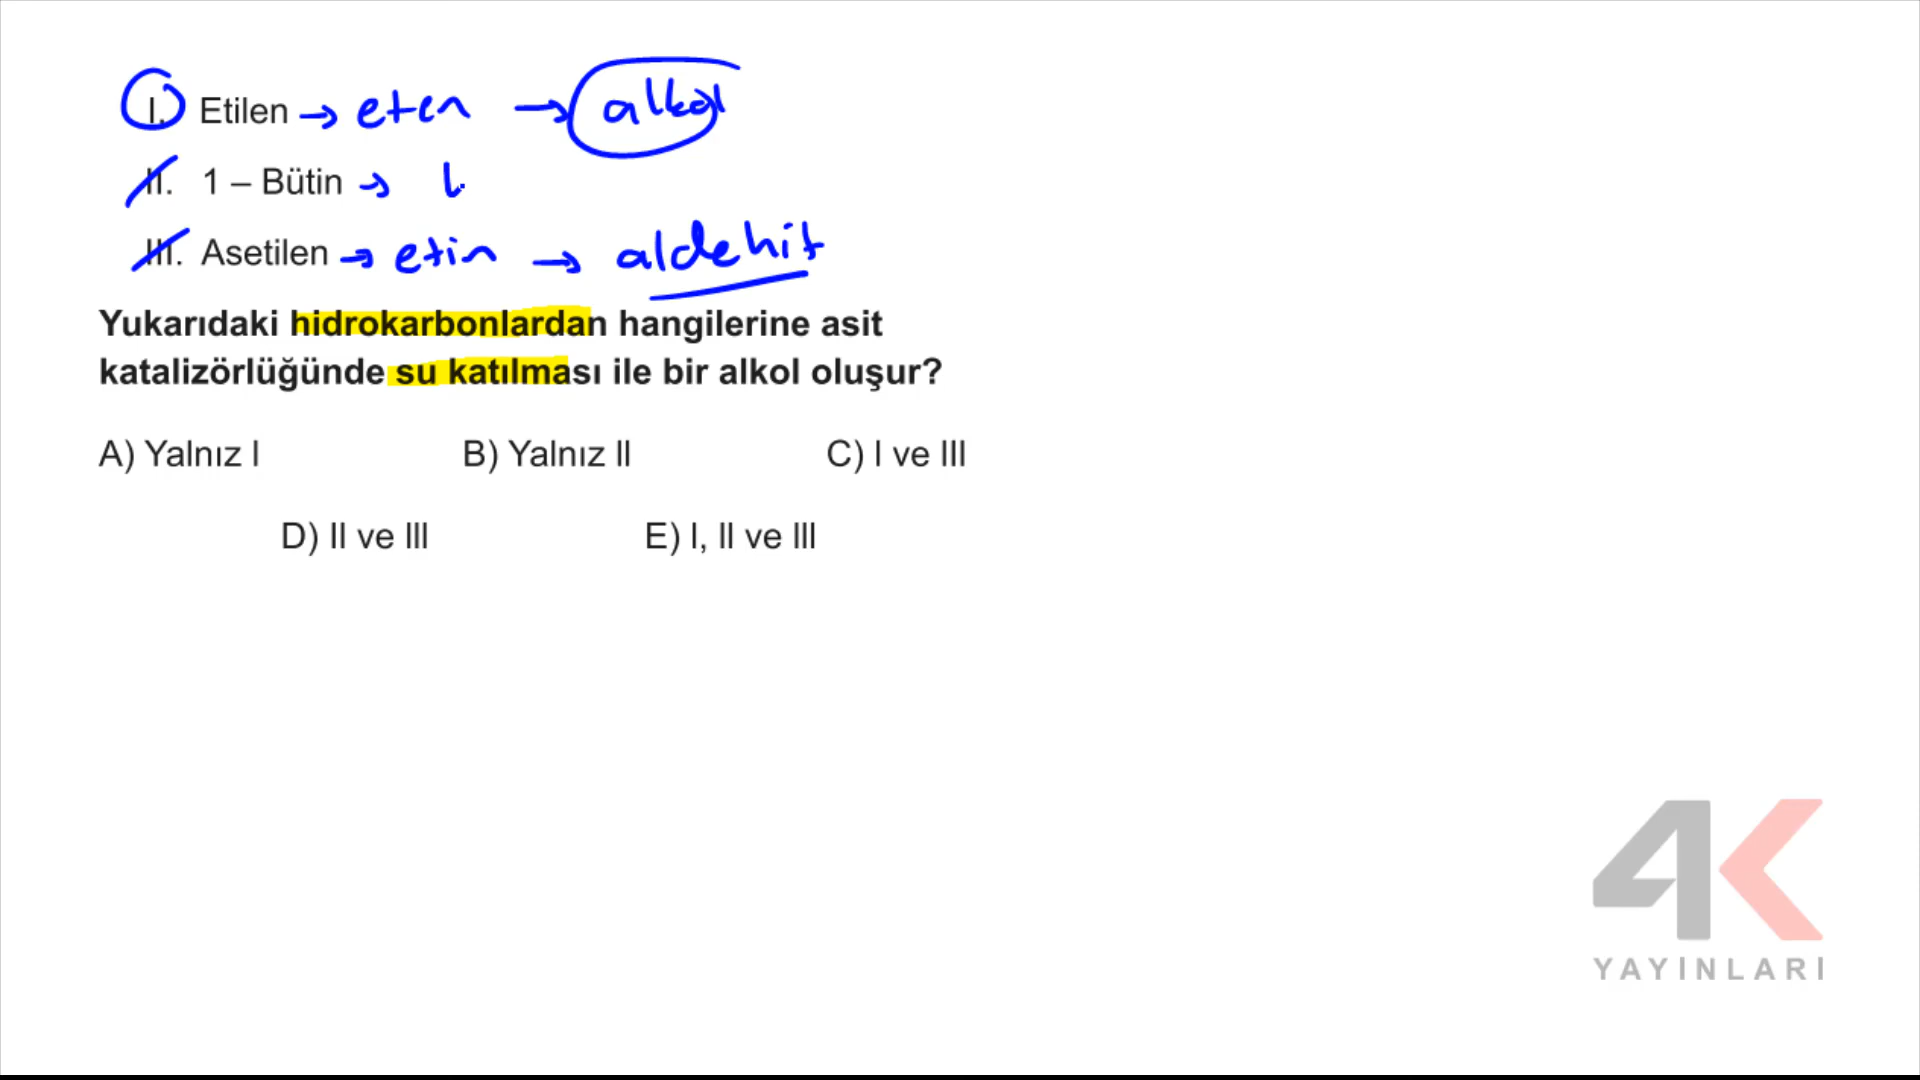 I. Etilen → eten → alkol
II. 1 – Bütin →
III. Asetilen → etin → aldehit
Yukarıdaki hidrokarbonlardan hangilerine asit
katalizörlüğünde su katılması ile bir alkol oluşur?
A) Yalnız I B) Yalnız II C) I ve III
D) II ve III E) I, II ve III
4K
YAYINLARI